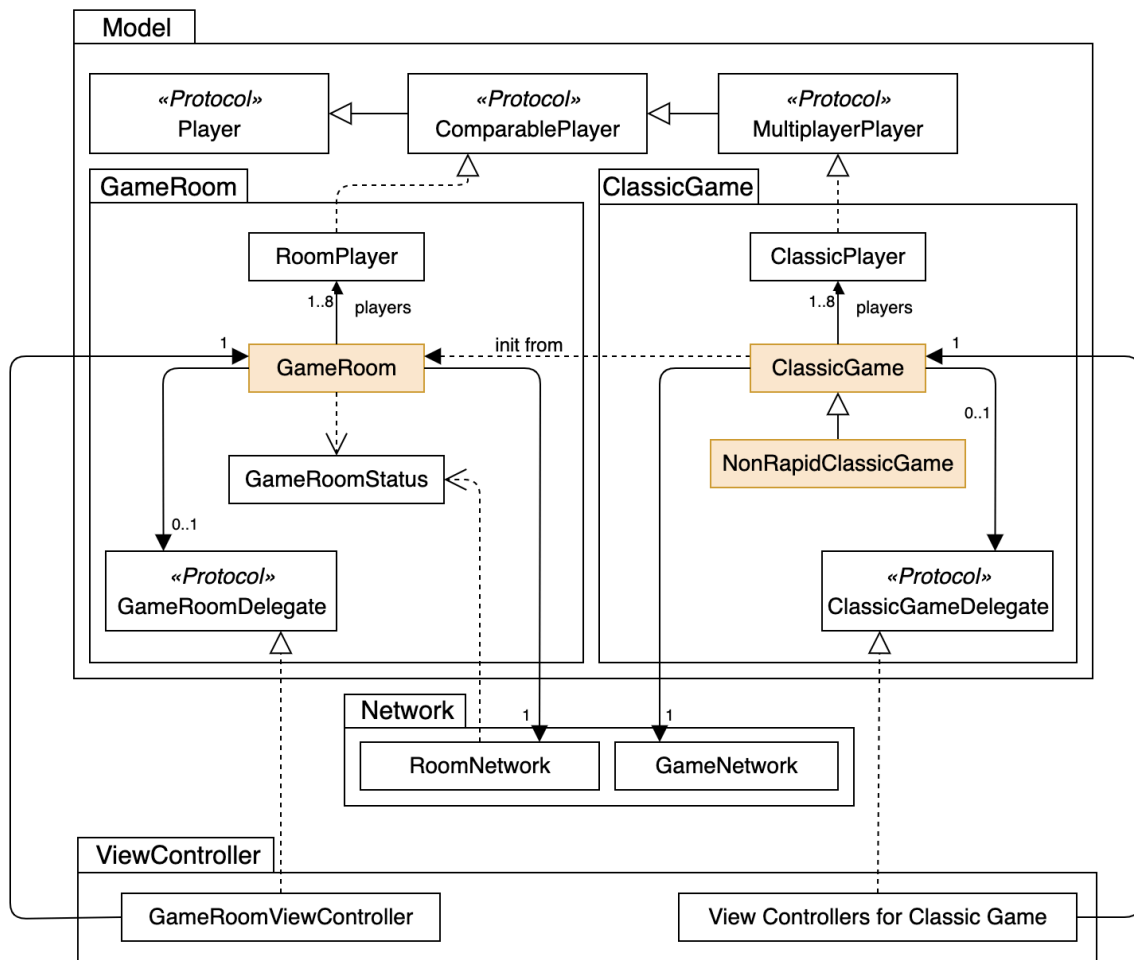 Model
«Protocol»
Player
«Protocol»
ComparablePlayer
«Protocol»
MultiplayerPlayer
GameRoom
ClassicGame
RoomPlayer
ClassicPlayer
1..8
players
1..8
players
1
init from
1
GameRoom
ClassicGame
0..1
NonRapidClassicGame
GameRoomStatus
0..1
«Protocol»
GameRoomDelegate
«Protocol»
ClassicGameDelegate
Network
1
1
RoomNetwork
GameNetwork
ViewController
GameRoomViewController
View Controllers for Classic Game